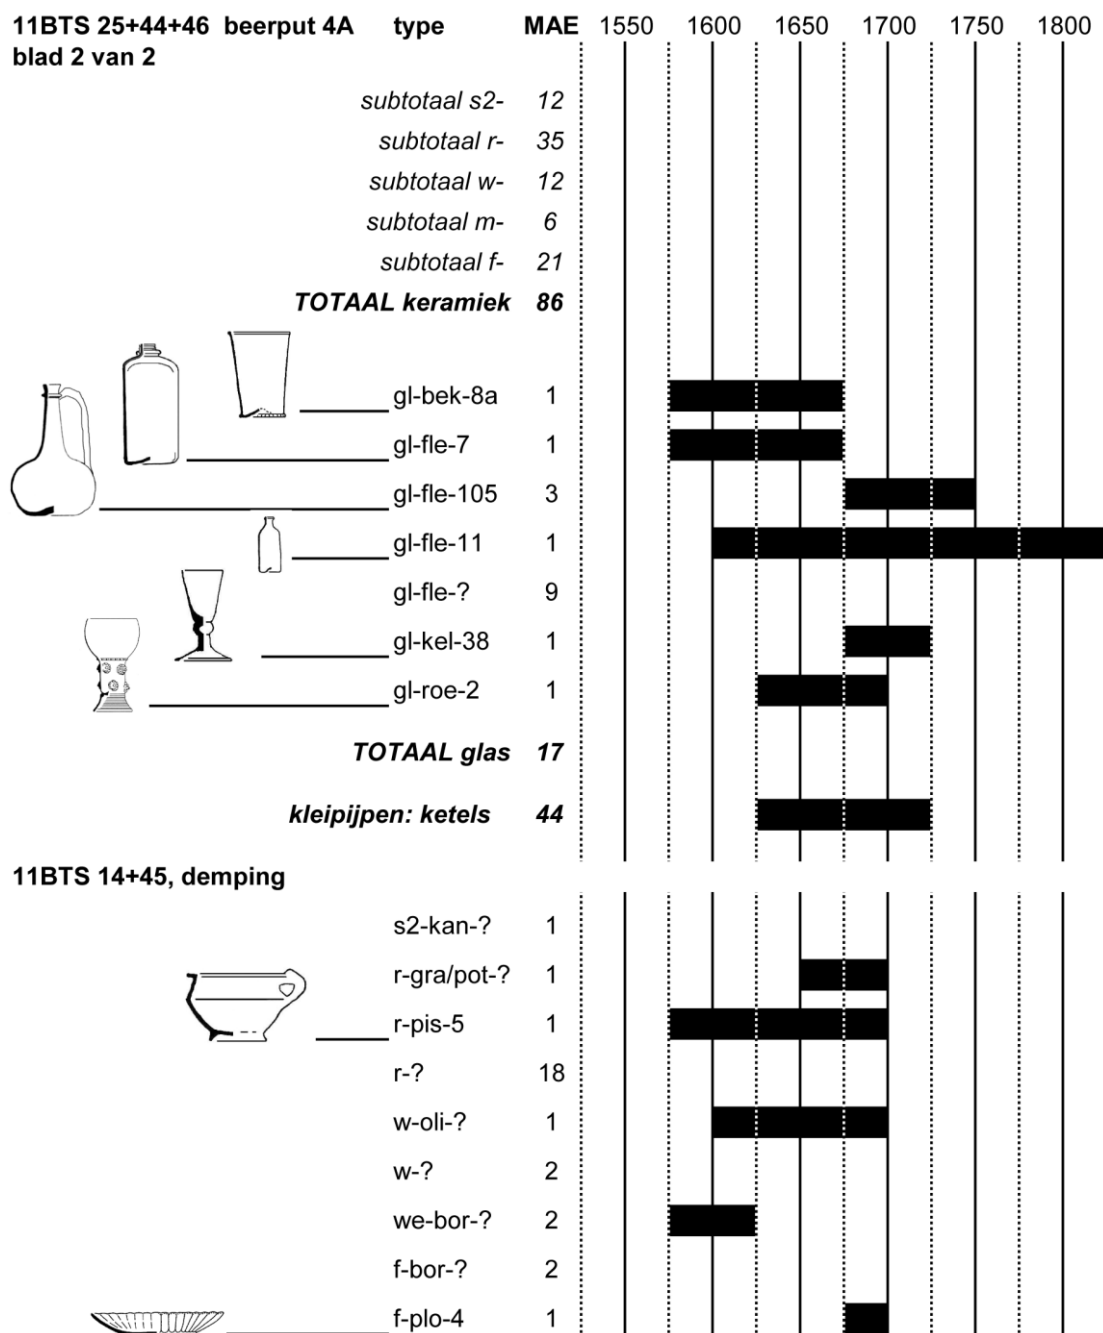 11BTS 25+44+46 beerput 4A type MAE 1550 1600 1650 1700 1750 1800
blad 2 van 2
subtotaal s2- 12
subtotaal r- 35
subtotaal w- 12
subtotaal m- 6
subtotaal f- 21
TOTAAL keramiek 86
gl-bek-8a 1
gl-fle-7 1
gl-fle-105 3
gl-fle-11 1
gl-fle-? 9
gl-kel-38 1
gl-roe-2 1
TOTAAL glas 17
kleipijpen: ketels 44
11BTS 14+45, demping
s2-kan-? 1
r-gra/pot-? 1
r-pis-5 1
r-? 18
w-oli-? 1
w-? 2
we-bor-? 2
f-bor-? 2
f-plo-4 1